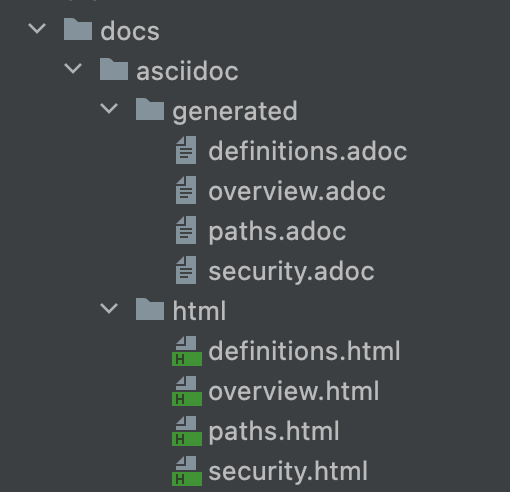 docs
asciidoc
generated
definitions.adoc
overview.adoc
paths.adoc
security.adoc
html
H definitions.html
H overview.html
H paths.html
H security.html